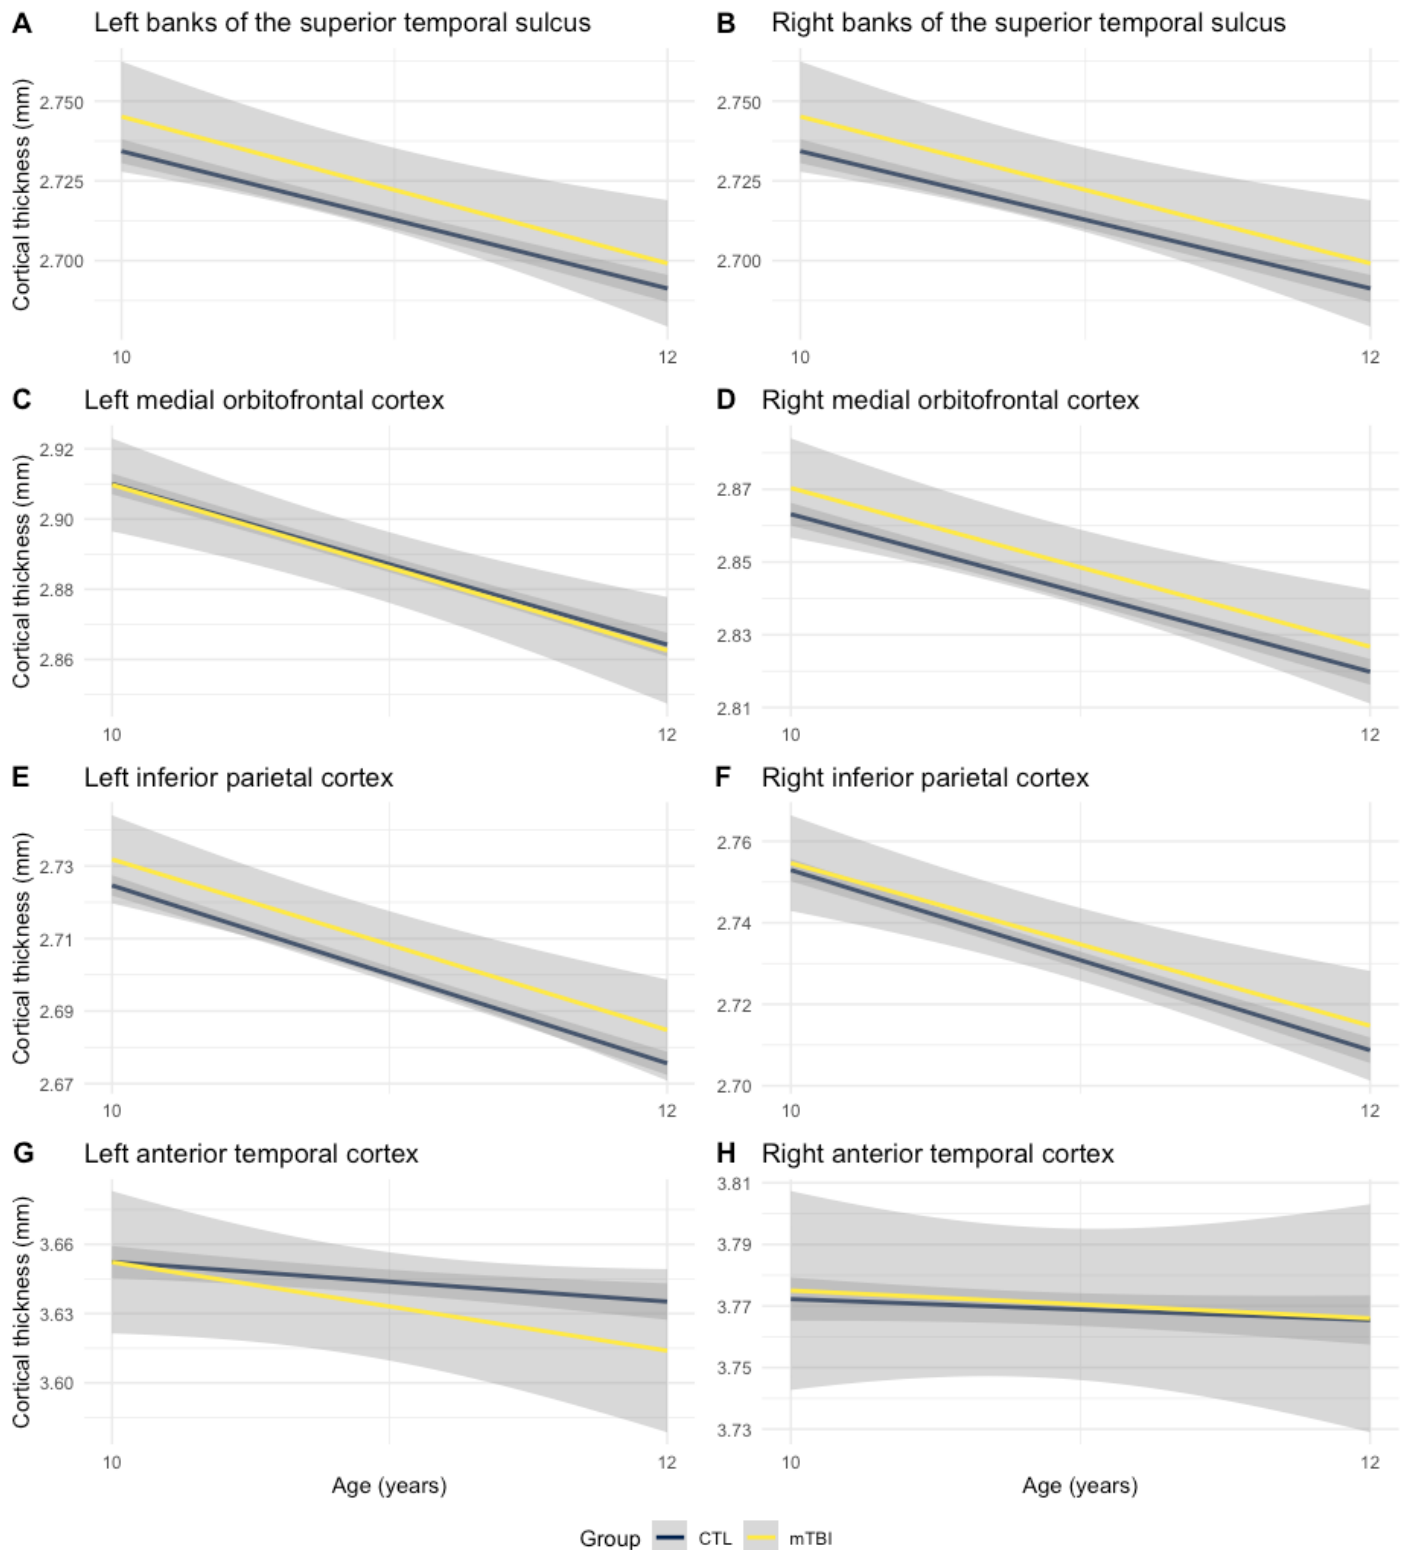 A Left banks of the superior temporal sulcus
Cortical thickness (mm)
2.750
2.725
2.700
10 12
B Right banks of the superior temporal sulcus
2.750
2.725
2.700
10 12
C Left medial orbitofrontal cortex
Cortical thickness (mm)
2.92
2.90
2.88
2.86
10 12
D Right medial orbitofrontal cortex
2.87
2.85
2.83
2.81
10 12
E Left inferior parietal cortex
Cortical thickness (mm)
2.73
2.71
2.69
2.67
10 12
F Right inferior parietal cortex
2.76
2.74
2.72
2.70
10 12
G Left anterior temporal cortex
Cortical thickness (mm)
3.66
3.63
3.60
10 12
Age (years)
H Right anterior temporal cortex
3.81
3.79
3.77
3.75
3.73
10 12
Age (years)
Group CTL mTBI